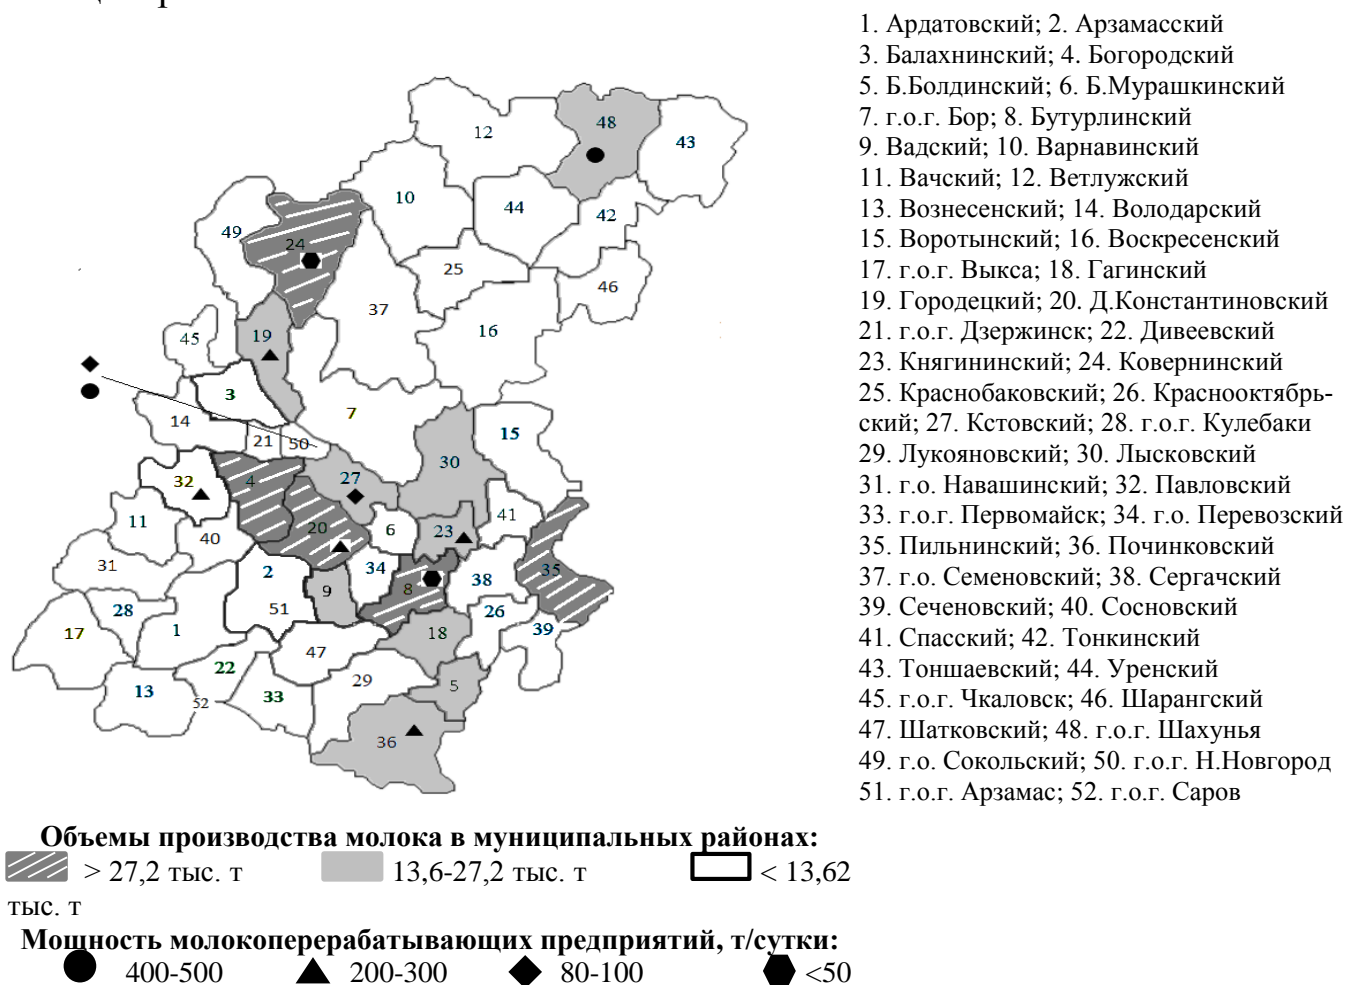 1. Ардатовский; 2. Арзамасский
3. Балахнинский; 4. Богородский
5. Б.Болдинский; 6. Б.Мурашкинский
7. г.о.г. Бор; 8. Бутурлинский
9. Вадский; 10. Варнавинский
11. Вачский; 12. Ветлужский
13. Вознесенский; 14. Володарский
15. Воротынский; 16. Воскресенский
17. г.о.г. Выкса; 18. Гагинский
19. Городецкий; 20. Д.Константиновский
21. г.о.г. Дзержинск; 22. Дивеевский
23. Княгининский; 24. Ковернинский
25. Краснобаковский; 26. Краснооктябрь-
ский; 27. Кстовский; 28. г.о.г. Кулебаки
29. Лукояновский; 30. Лысковский
31. г.о. Навашинский; 32. Павловский
33. г.о.г. Первомайск; 34. г.о. Перевозский
35. Пильнинский; 36. Починковский
37. г.о. Семеновский; 38. Сергачский
39. Сеченовский; 40. Сосновский
41. Спасский; 42. Тонкинский
43. Тоншаевский; 44. Уренский
45. г.о.г. Чкаловск; 46. Шарангский
47. Шатковский; 48. г.о.г. Шахунья
49. г.о. Сокольский; 50. г.о.г. Н.Новгород
51. г.о.г. Арзамас; 52. г.о.г. Саров
48
12
43
10
44
42
49
24
25
46
37
16
19
45
3
7
14
21
50
15
30
27
32
4
41
11
20
6
23
40
31
2
34
8
38
35
9
51
28
26
17
1
18
39
47
22
29
5
13
33
52
36
Объемы производства молока в муниципальных районах:
> 27,2 тыс. т 13,6-27,2 тыс. т < 13,62
тыс. т
Мощность молокоперерабатывающих предприятий, т/сутки:
400-500 200-300 80-100 <50